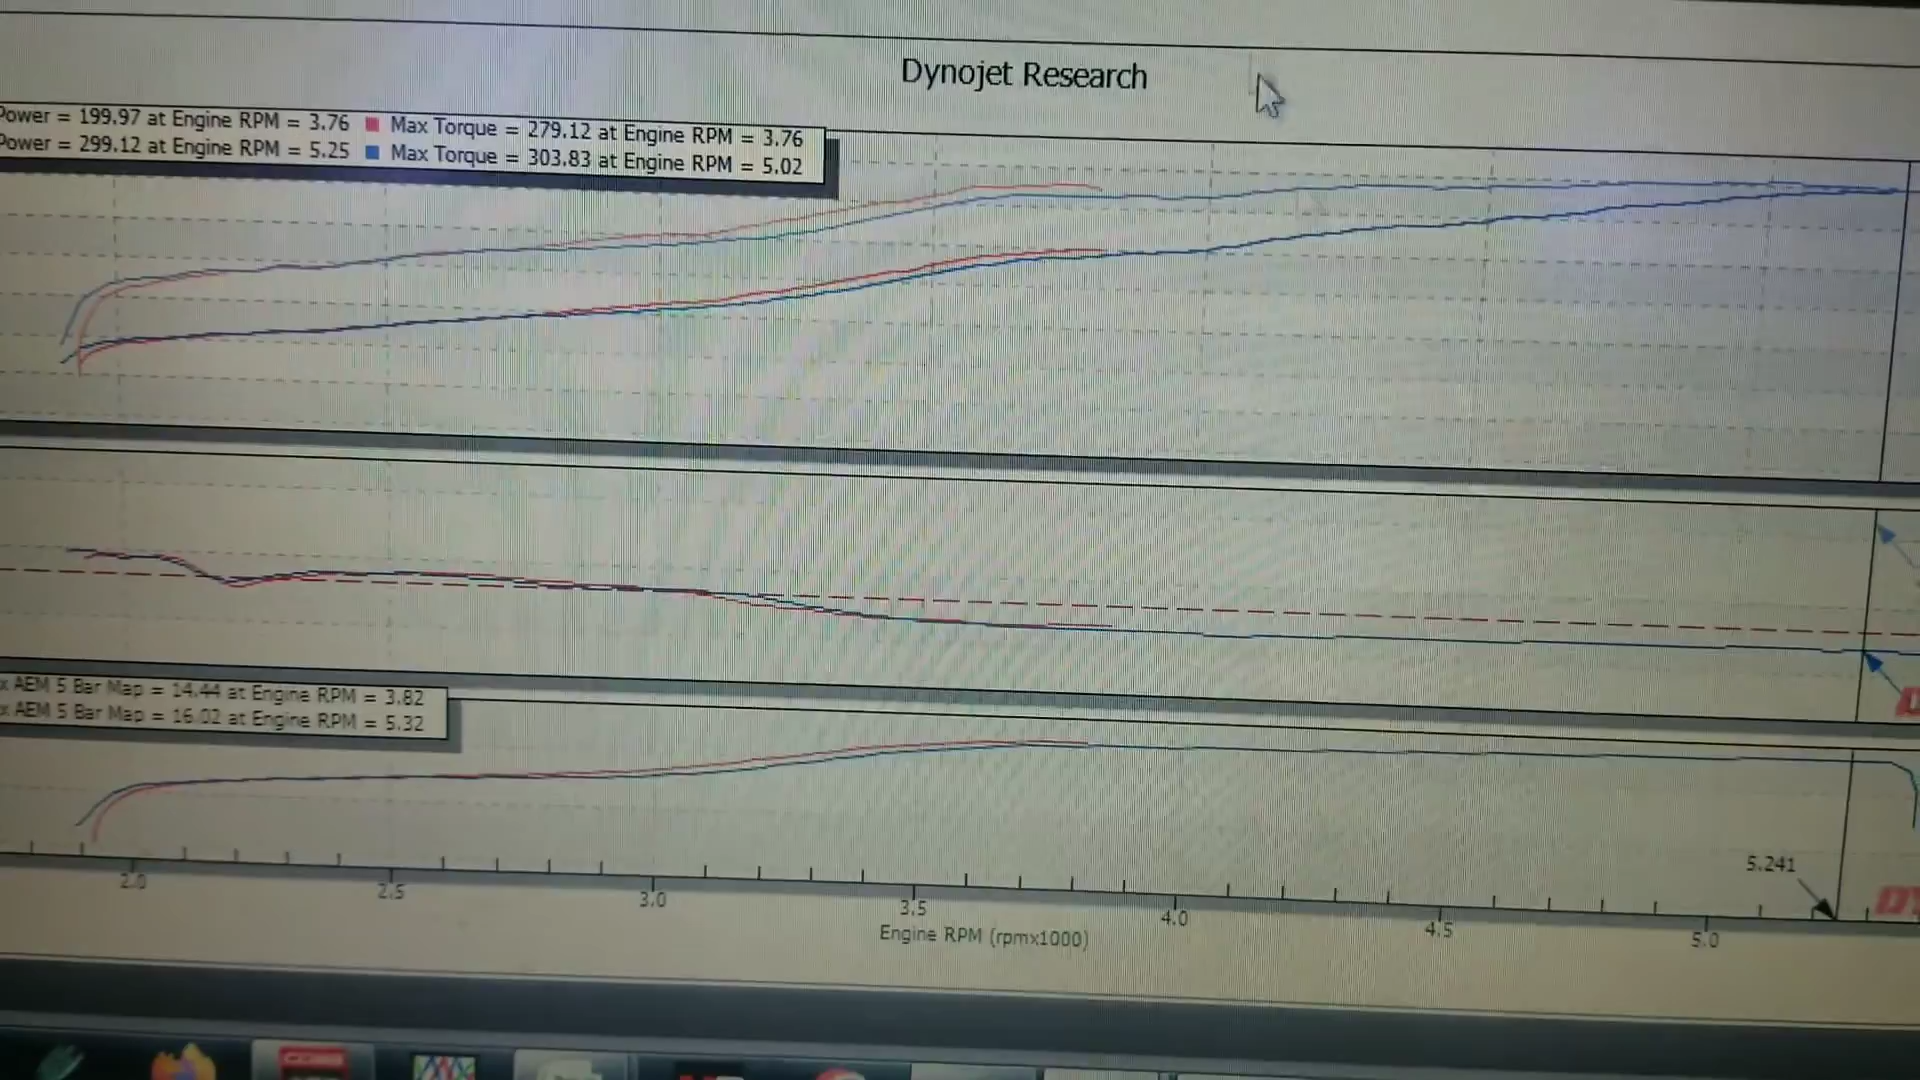 Dynojet Research
Power = 199.97 at Engine RPM = 3.76 Max Torque = 279.12 at Engine RPM = 3.76
Power = 299.12 at Engine RPM = 5.25 Max Torque = 303.83 at Engine RPM = 5.02
x AEM 5 Bar Map = 14.44 at Engine RPM = 3.82
x AEM 5 Bar Map = 16.02 at Engine RPM = 5.32
5.241
2.0 2.5 3.0 3.5 4.0 4.5 5.0
Engine RPM (rpmx1000)